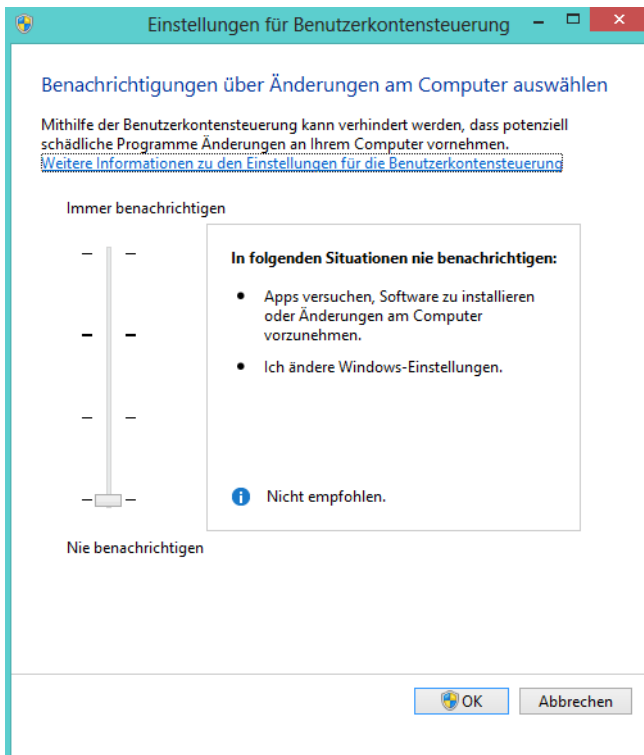 Einstellungen für Benutzerkontensteuerung
Benachrichtigungen über Änderungen am Computer auswählen
Mithilfe der Benutzerkontensteuerung kann verhindert werden, dass potenziell
schädliche Programme Änderungen an Ihrem Computer vornehmen.
Weitere Informationen zu den Einstellungen für die Benutzerkontensteuerung
Immer benachrichtigen
In folgenden Situationen nie benachrichtigen:
• Apps versuchen, Software zu installieren
oder Änderungen am Computer
vorzunehmen.
• Ich ändere Windows-Einstellungen.
Nicht empfohlen.
Nie benachrichtigen
OK Abbrechen